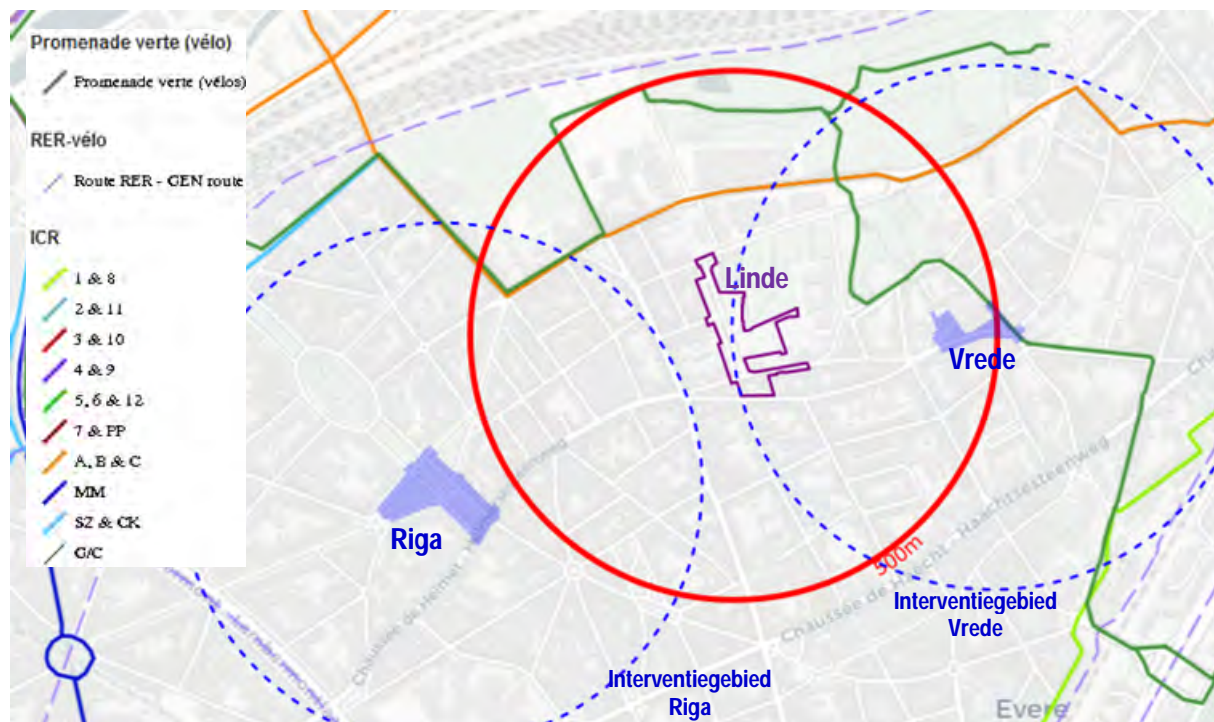 Promenade verte (vélo)
Promenade verte (vélos)
RER-vélo
Route RER - GEN route
ICR
1 & 8
2 & 11
3 & 10
4 & 9
5, 6 & 12
7 & PP
A, B & C
MM
SZ & CK
G/C
Linde
Vrede
Riga
500m
Chaussée de Helmet
Chaussée de Haecht - Haachtsesteenweg
Interventiegebied
Vrede
Interventiegebied
Riga
Evere